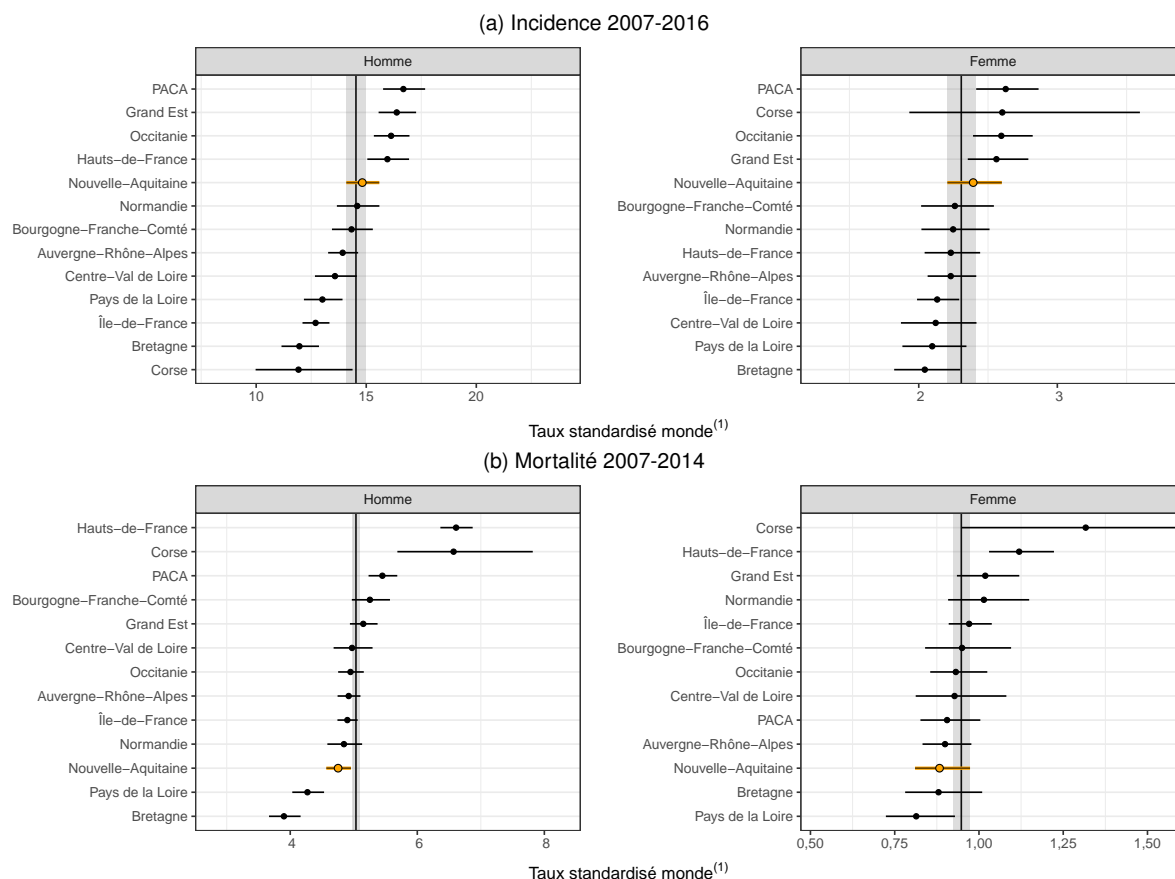 (a) Incidence 2007-2016
Homme
PACA
Grand Est
Occitanie
Hauts−de−France
Nouvelle−Aquitaine
Normandie
Bourgogne−Franche−Comté
Auvergne−Rhône−Alpes
Centre−Val de Loire
Pays de la Loire
Île−de−France
Bretagne
Corse
10 15 20
Femme
PACA
Corse
Occitanie
Grand Est
Nouvelle−Aquitaine
Bourgogne−Franche−Comté
Normandie
Hauts−de−France
Auvergne−Rhône−Alpes
Île−de−France
Centre−Val de Loire
Pays de la Loire
Bretagne
2 3
Taux standardisé monde(1)
(b) Mortalité 2007-2014
Homme
Hauts−de−France
Corse
PACA
Bourgogne−Franche−Comté
Grand Est
Centre−Val de Loire
Occitanie
Auvergne−Rhône−Alpes
Île−de−France
Normandie
Nouvelle−Aquitaine
Pays de la Loire
Bretagne
4 6 8
Femme
Corse
Hauts−de−France
Grand Est
Normandie
Île−de−France
Bourgogne−Franche−Comté
Occitanie
Centre−Val de Loire
PACA
Auvergne−Rhône−Alpes
Nouvelle−Aquitaine
Bretagne
Pays de la Loire
0,50 0,75 1,00 1,25 1,50
Taux standardisé monde(1)